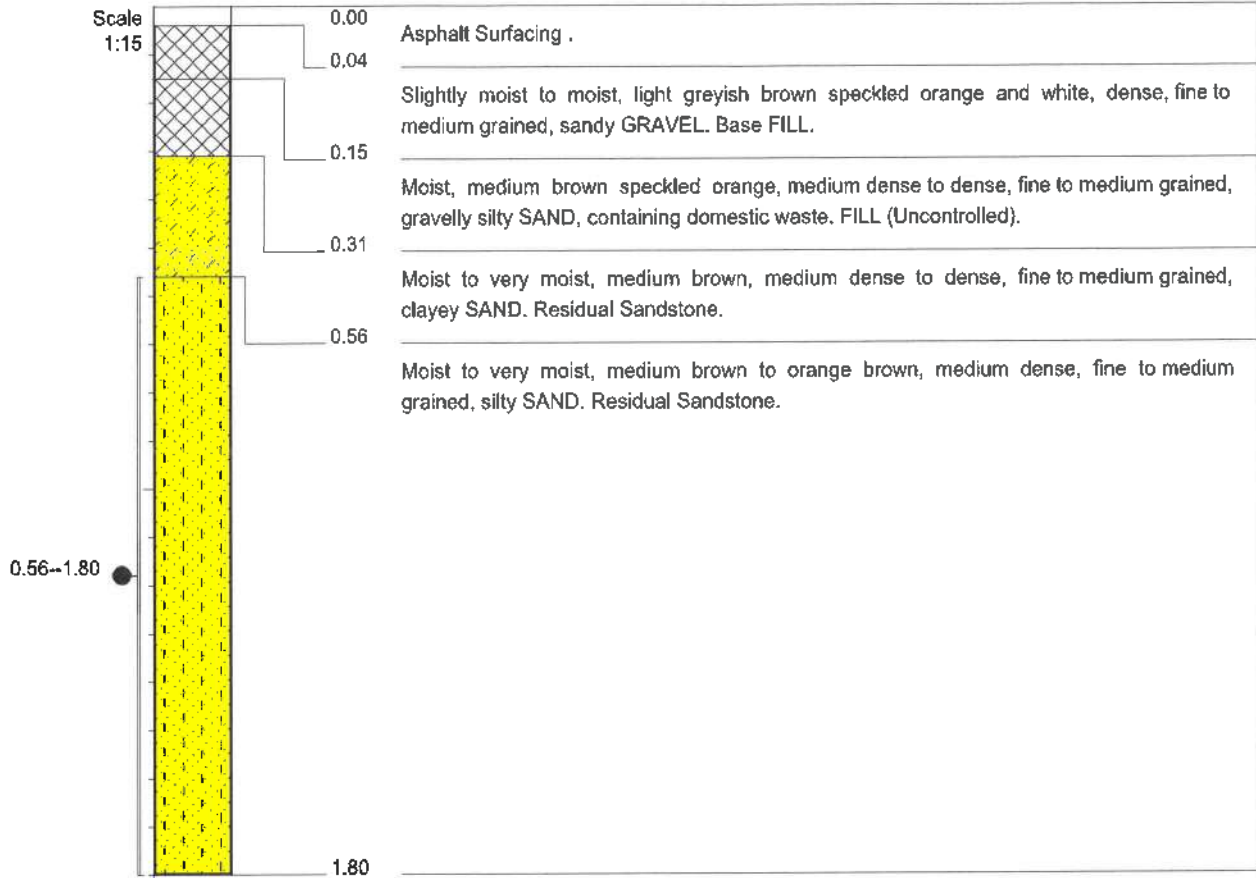 Scale
1:15
0.00
Asphalt Surfacing .
0.04
Slightly moist to moist, light greyish brown speckled orange and white, dense, fine to
medium grained, sandy GRAVEL. Base FILL.
0.15
Moist, medium brown speckled orange, medium dense to dense, fine to medium grained,
gravelly silty SAND, containing domestic waste. FILL (Uncontrolled).
0.31
Moist to very moist, medium brown, medium dense to dense, fine to medium grained,
clayey SAND. Residual Sandstone.
0.56
Moist to very moist, medium brown to orange brown, medium dense, fine to medium
grained, silty SAND. Residual Sandstone.
0.56--1.80
1.80